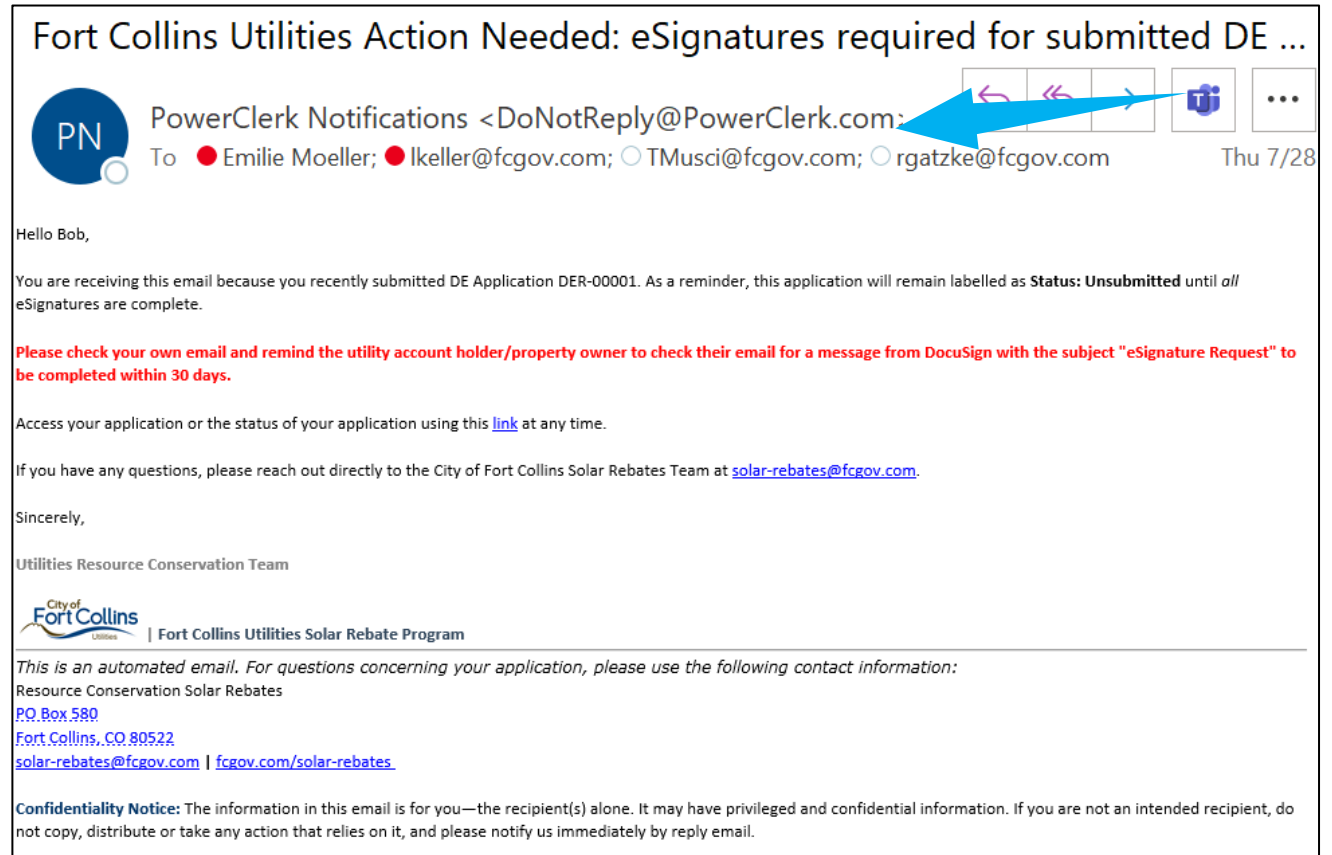 Fort Collins Utilities Action Needed: eSignatures required for submitted DE ...
PN
PowerClerk Notifications <DoNotReply@PowerClerk.com>
To Emilie Moeller; lkeller@fcgov.com; TMusci@fcgov.com; rgatzke@fcgov.com Thu 7/28
Hello Bob,
You are receiving this email because you recently submitted DE Application DER-00001. As a reminder, this application will remain labelled as Status: Unsubmitted until all
eSignatures are complete.
Please check your own email and remind the utility account holder/property owner to check their email for a message from DocuSign with the subject "eSignature Request" to
be completed within 30 days.
Access your application or the status of your application using this link at any time.
If you have any questions, please reach out directly to the City of Fort Collins Solar Rebates Team at solar-rebates@fcgov.com.
Sincerely,
Utilities Resource Conservation Team
City of
Fort Collins
Utilities
| Fort Collins Utilities Solar Rebate Program
This is an automated email. For questions concerning your application, please use the following contact information:
Resource Conservation Solar Rebates
PO Box 580
Fort Collins, CO 80522
solar-rebates@fcgov.com | fcgov.com/solar-rebates
Confidentiality Notice: The information in this email is for you—the recipient(s) alone. It may have privileged and confidential information. If you are not an intended recipient, do
not copy, distribute or take any action that relies on it, and please notify us immediately by reply email.